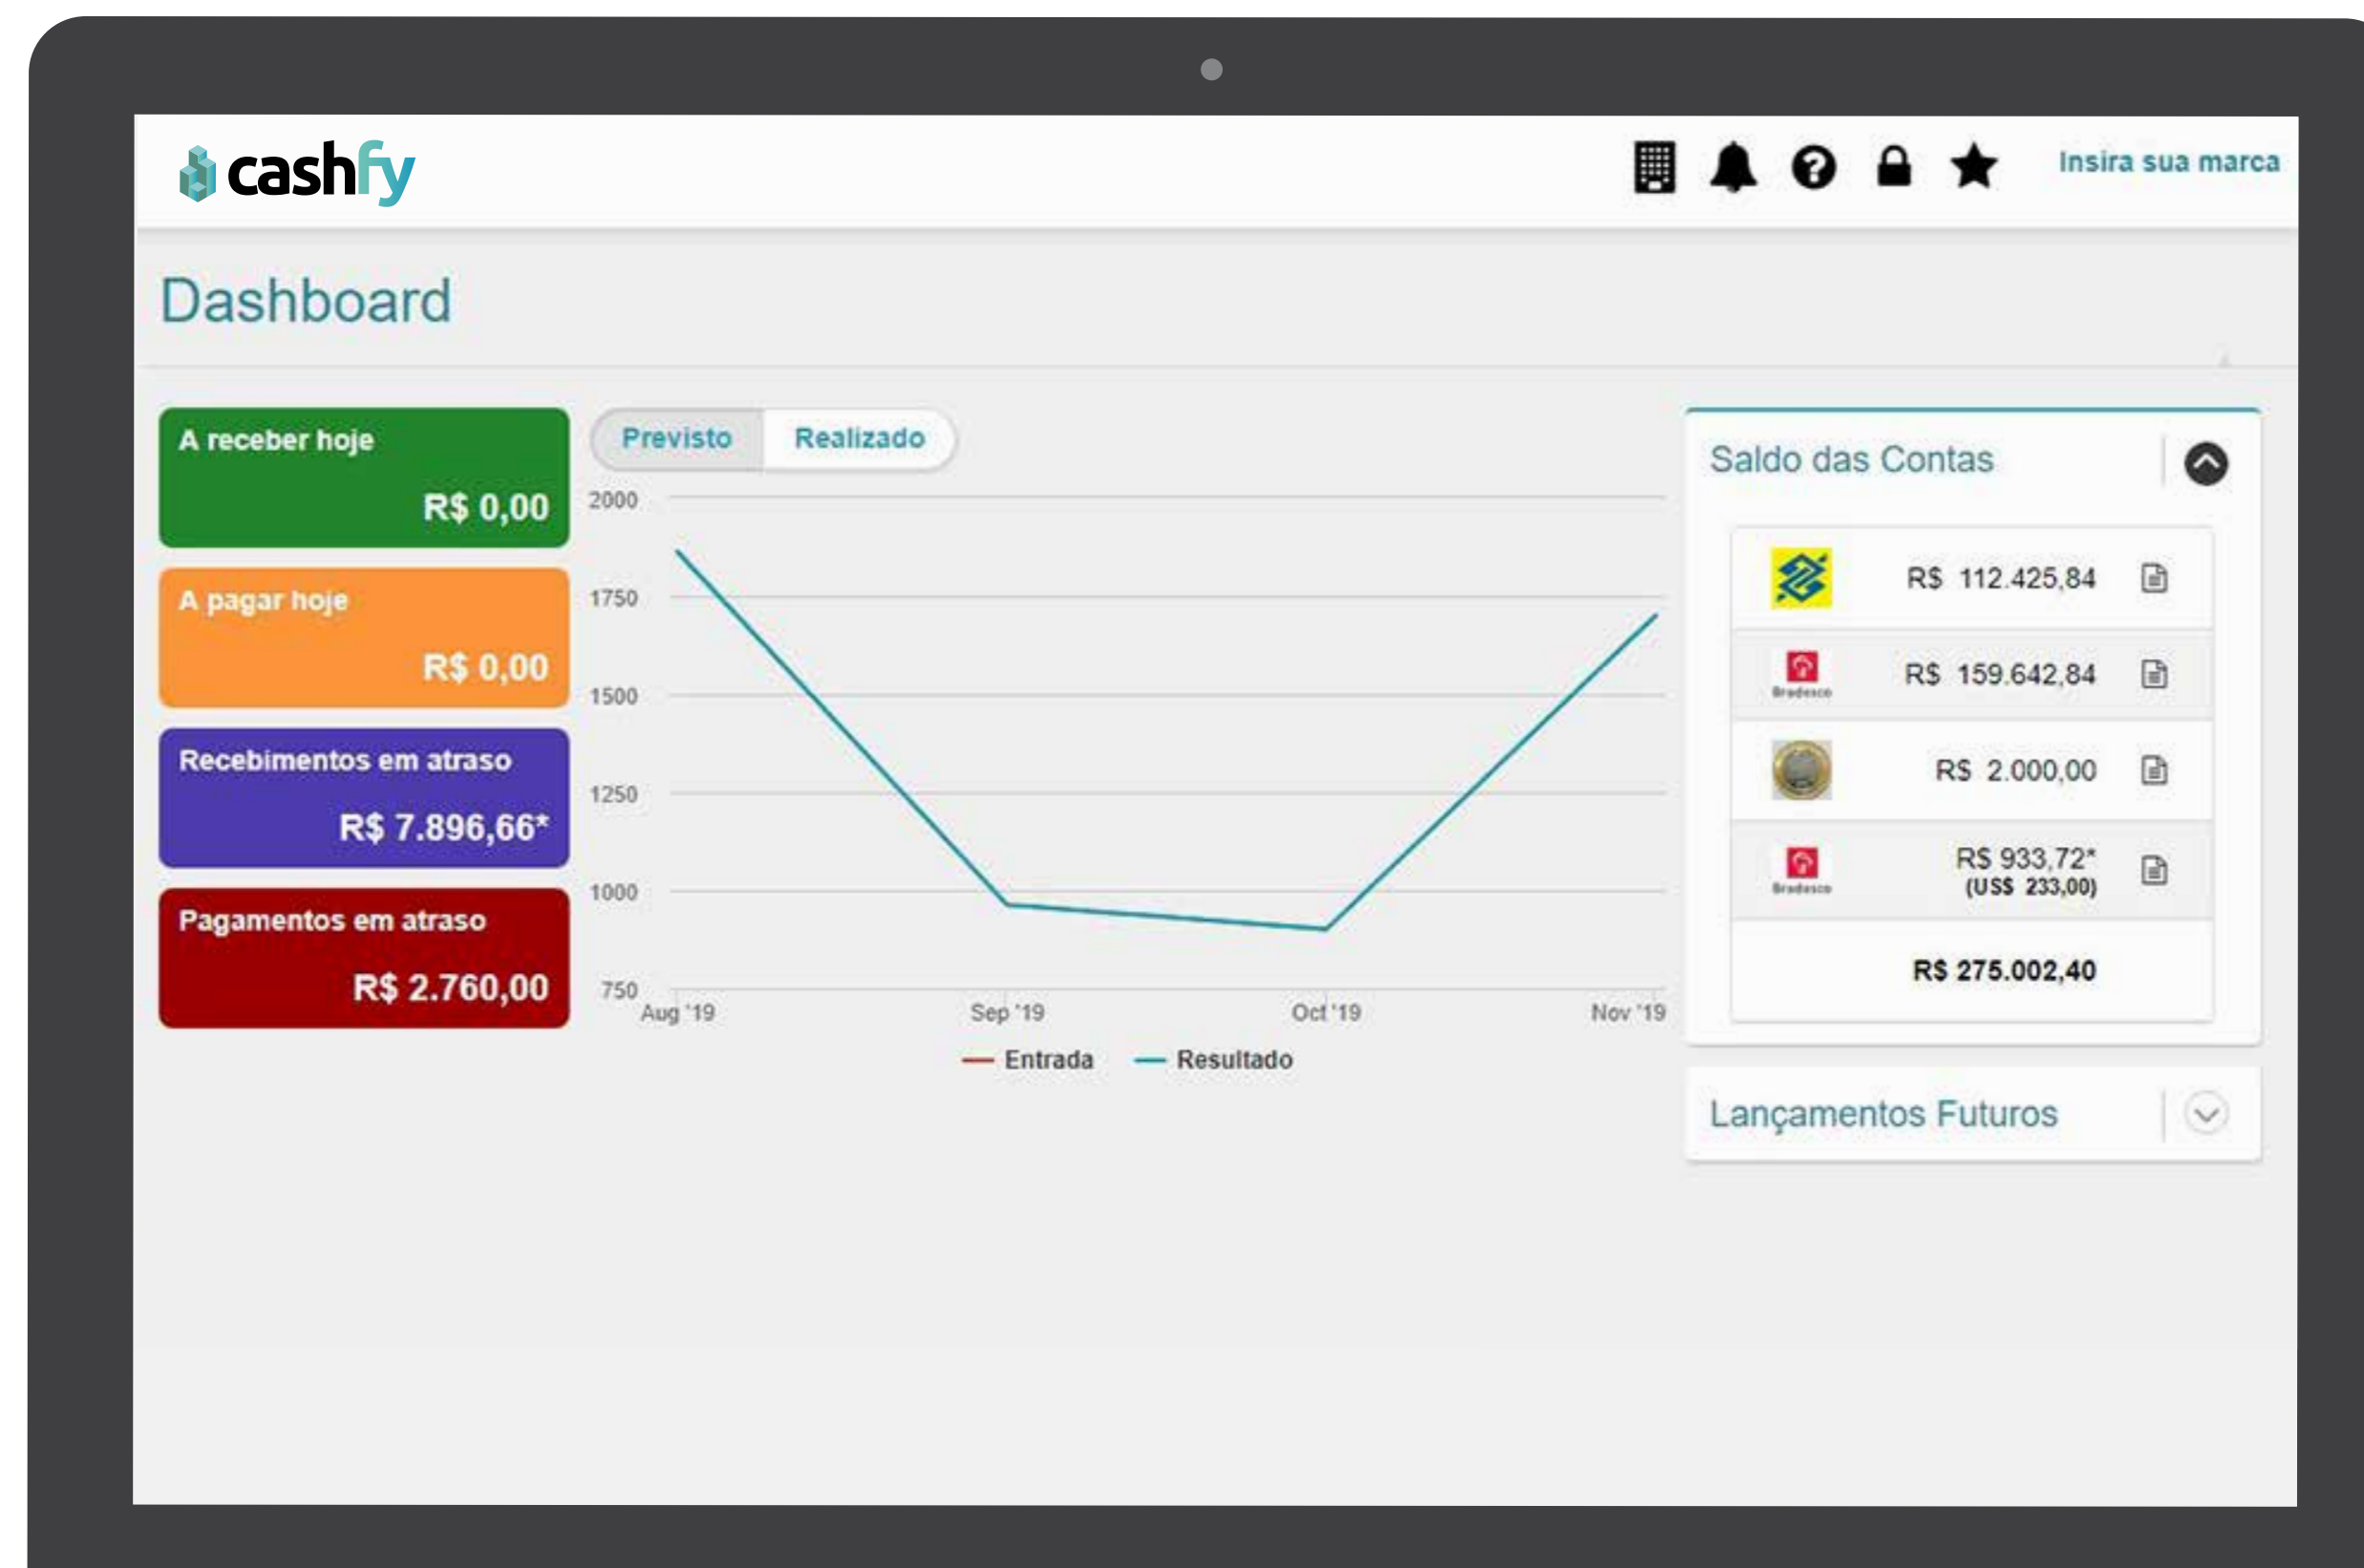 cashfy
Insira sua marca
Dashboard
A receber hoje
R$ 0,00
A pagar hoje
R$ 0,00
Recebimentos em atraso
R$ 7.896,66*
Pagamentos em atraso
R$ 2.760,00
Previsto Realizado
2000
1750
1500
1250
1000
750
Aug '19 Sep '19 Oct '19 Nov '19
Entrada Resultado
Saldo das Contas
R$ 112.425,84
Bradesco
R$ 159.642,84
R$ 2.000,00
Bradesco
R$ 933,72*
(US$ 233,00)
R$ 275.002,40
Lançamentos Futuros